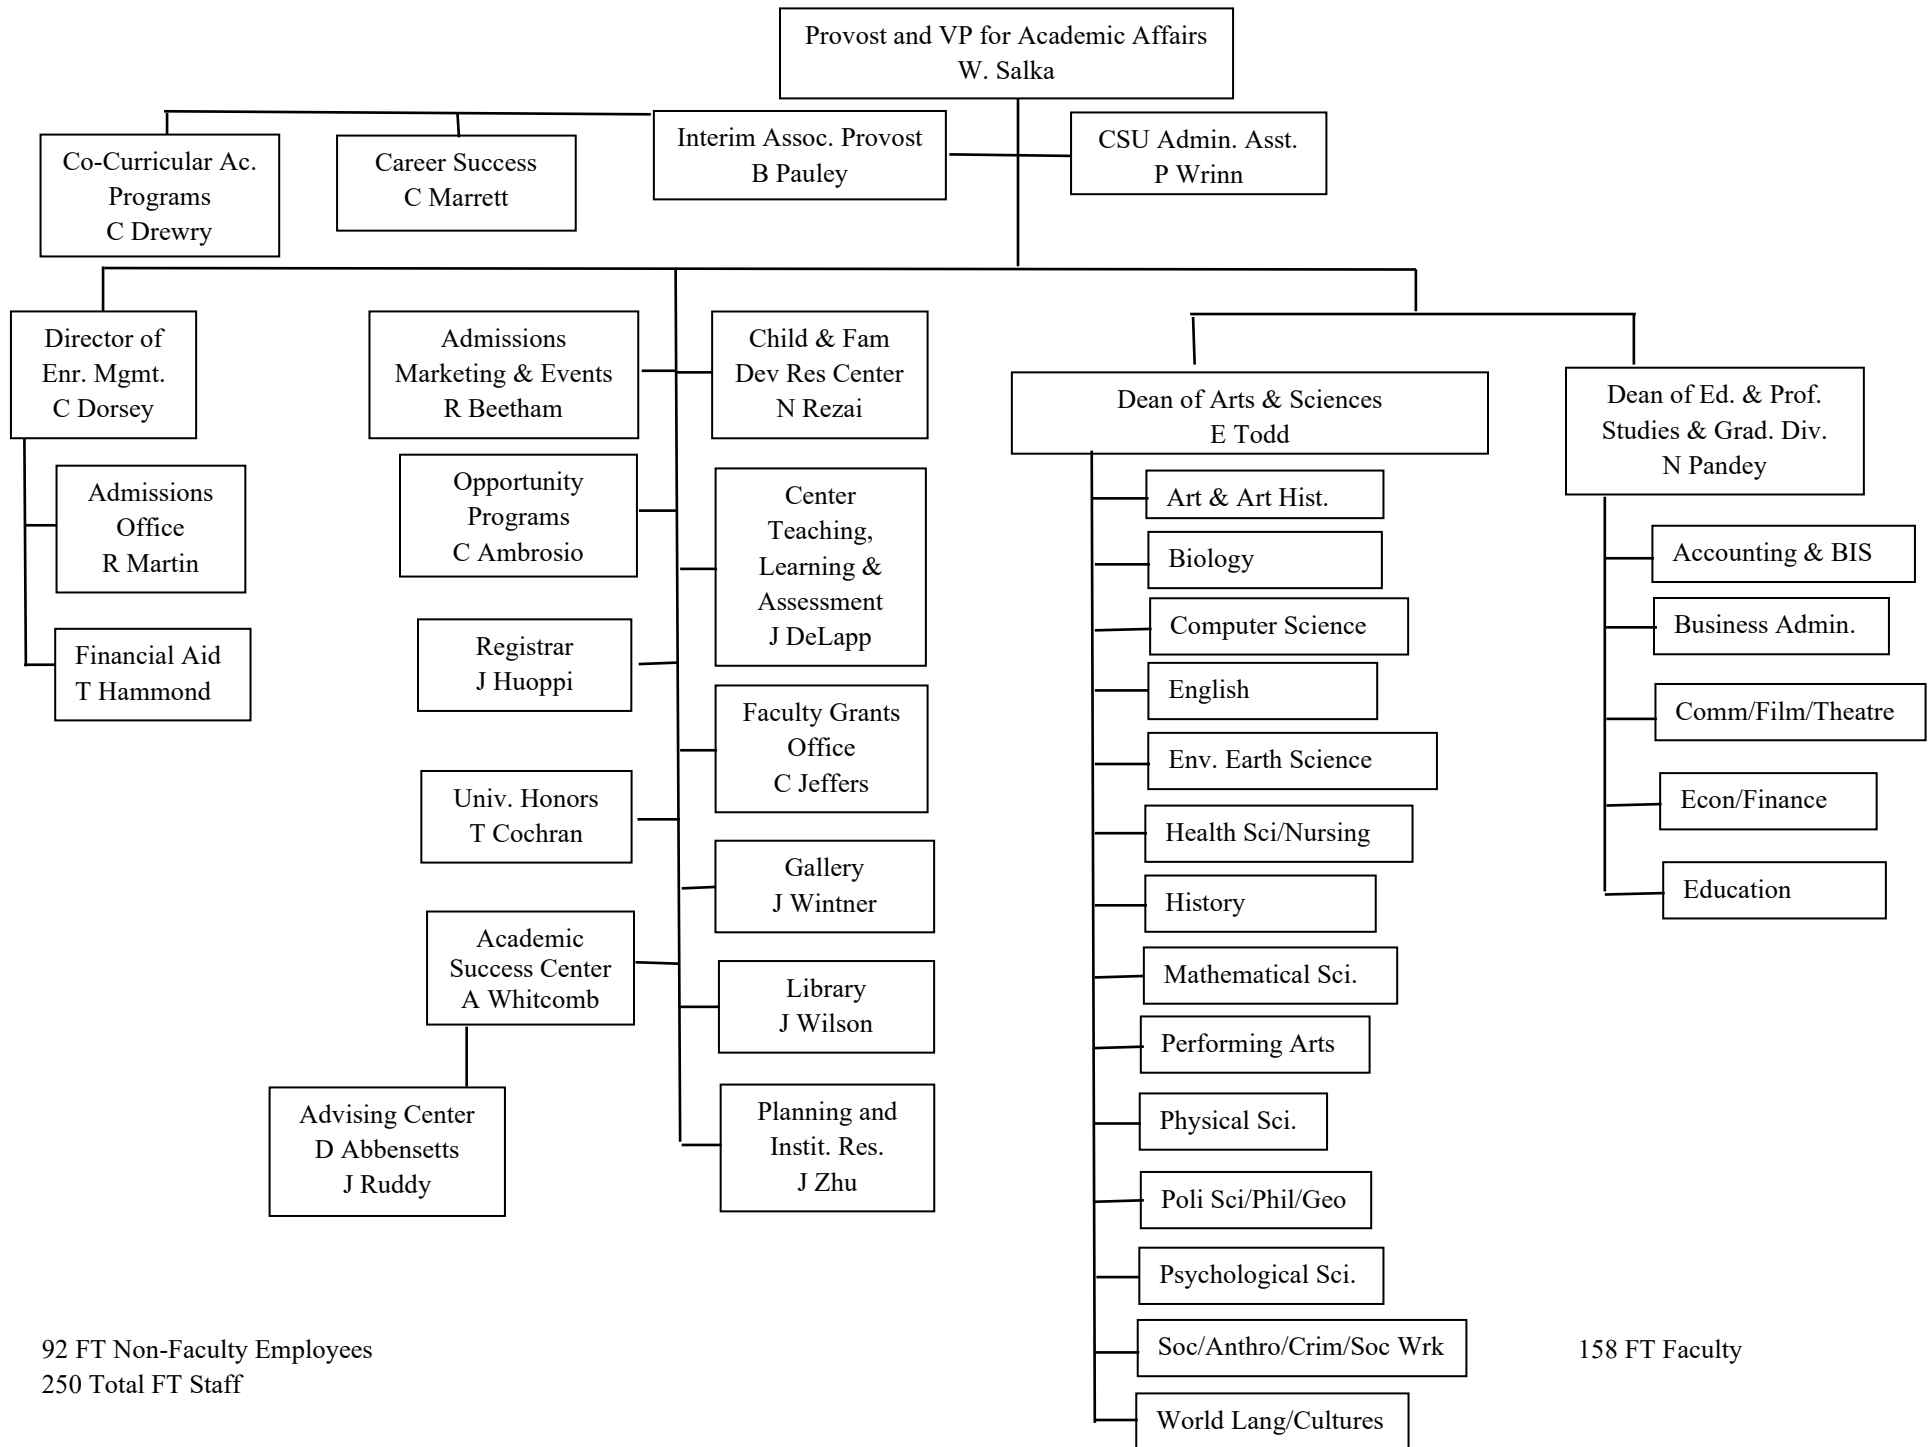 Provost and VP for Academic Affairs
W. Salka
Interim Assoc. Provost
B Pauley
CSU Admin. Asst.
P Wrinn
Co-Curricular Ac.
Programs
C Drewry
Career Success
C Marrett
Director of
Enr. Mgmt.
C Dorsey
Admissions
Office
R Martin
Financial Aid
T Hammond
Admissions
Marketing & Events
R Beetham
Opportunity
Programs
C Ambrosio
Registrar
J Huoppi
Univ. Honors
T Cochran
Academic
Success Center
A Whitcomb
Advising Center
D Abbensetts
J Ruddy
Child & Fam
Dev Res Center
N Rezai
Center
Teaching,
Learning &
Assessment
J DeLapp
Faculty Grants
Office
C Jeffers
Gallery
J Wintner
Library
J Wilson
Planning and
Instit. Res.
J Zhu
Dean of Arts & Sciences
E Todd
Art & Art Hist.
Biology
Computer Science
English
Env. Earth Science
Health Sci/Nursing
History
Mathematical Sci.
Performing Arts
Physical Sci.
Poli Sci/Phil/Geo
Psychological Sci.
Soc/Anthro/Crim/Soc Wrk
World Lang/Cultures
Dean of Ed. & Prof.
Studies & Grad. Div.
N Pandey
Accounting & BIS
Business Admin.
Comm/Film/Theatre
Econ/Finance
Education
92 FT Non-Faculty Employees
250 Total FT Staff
158 FT Faculty